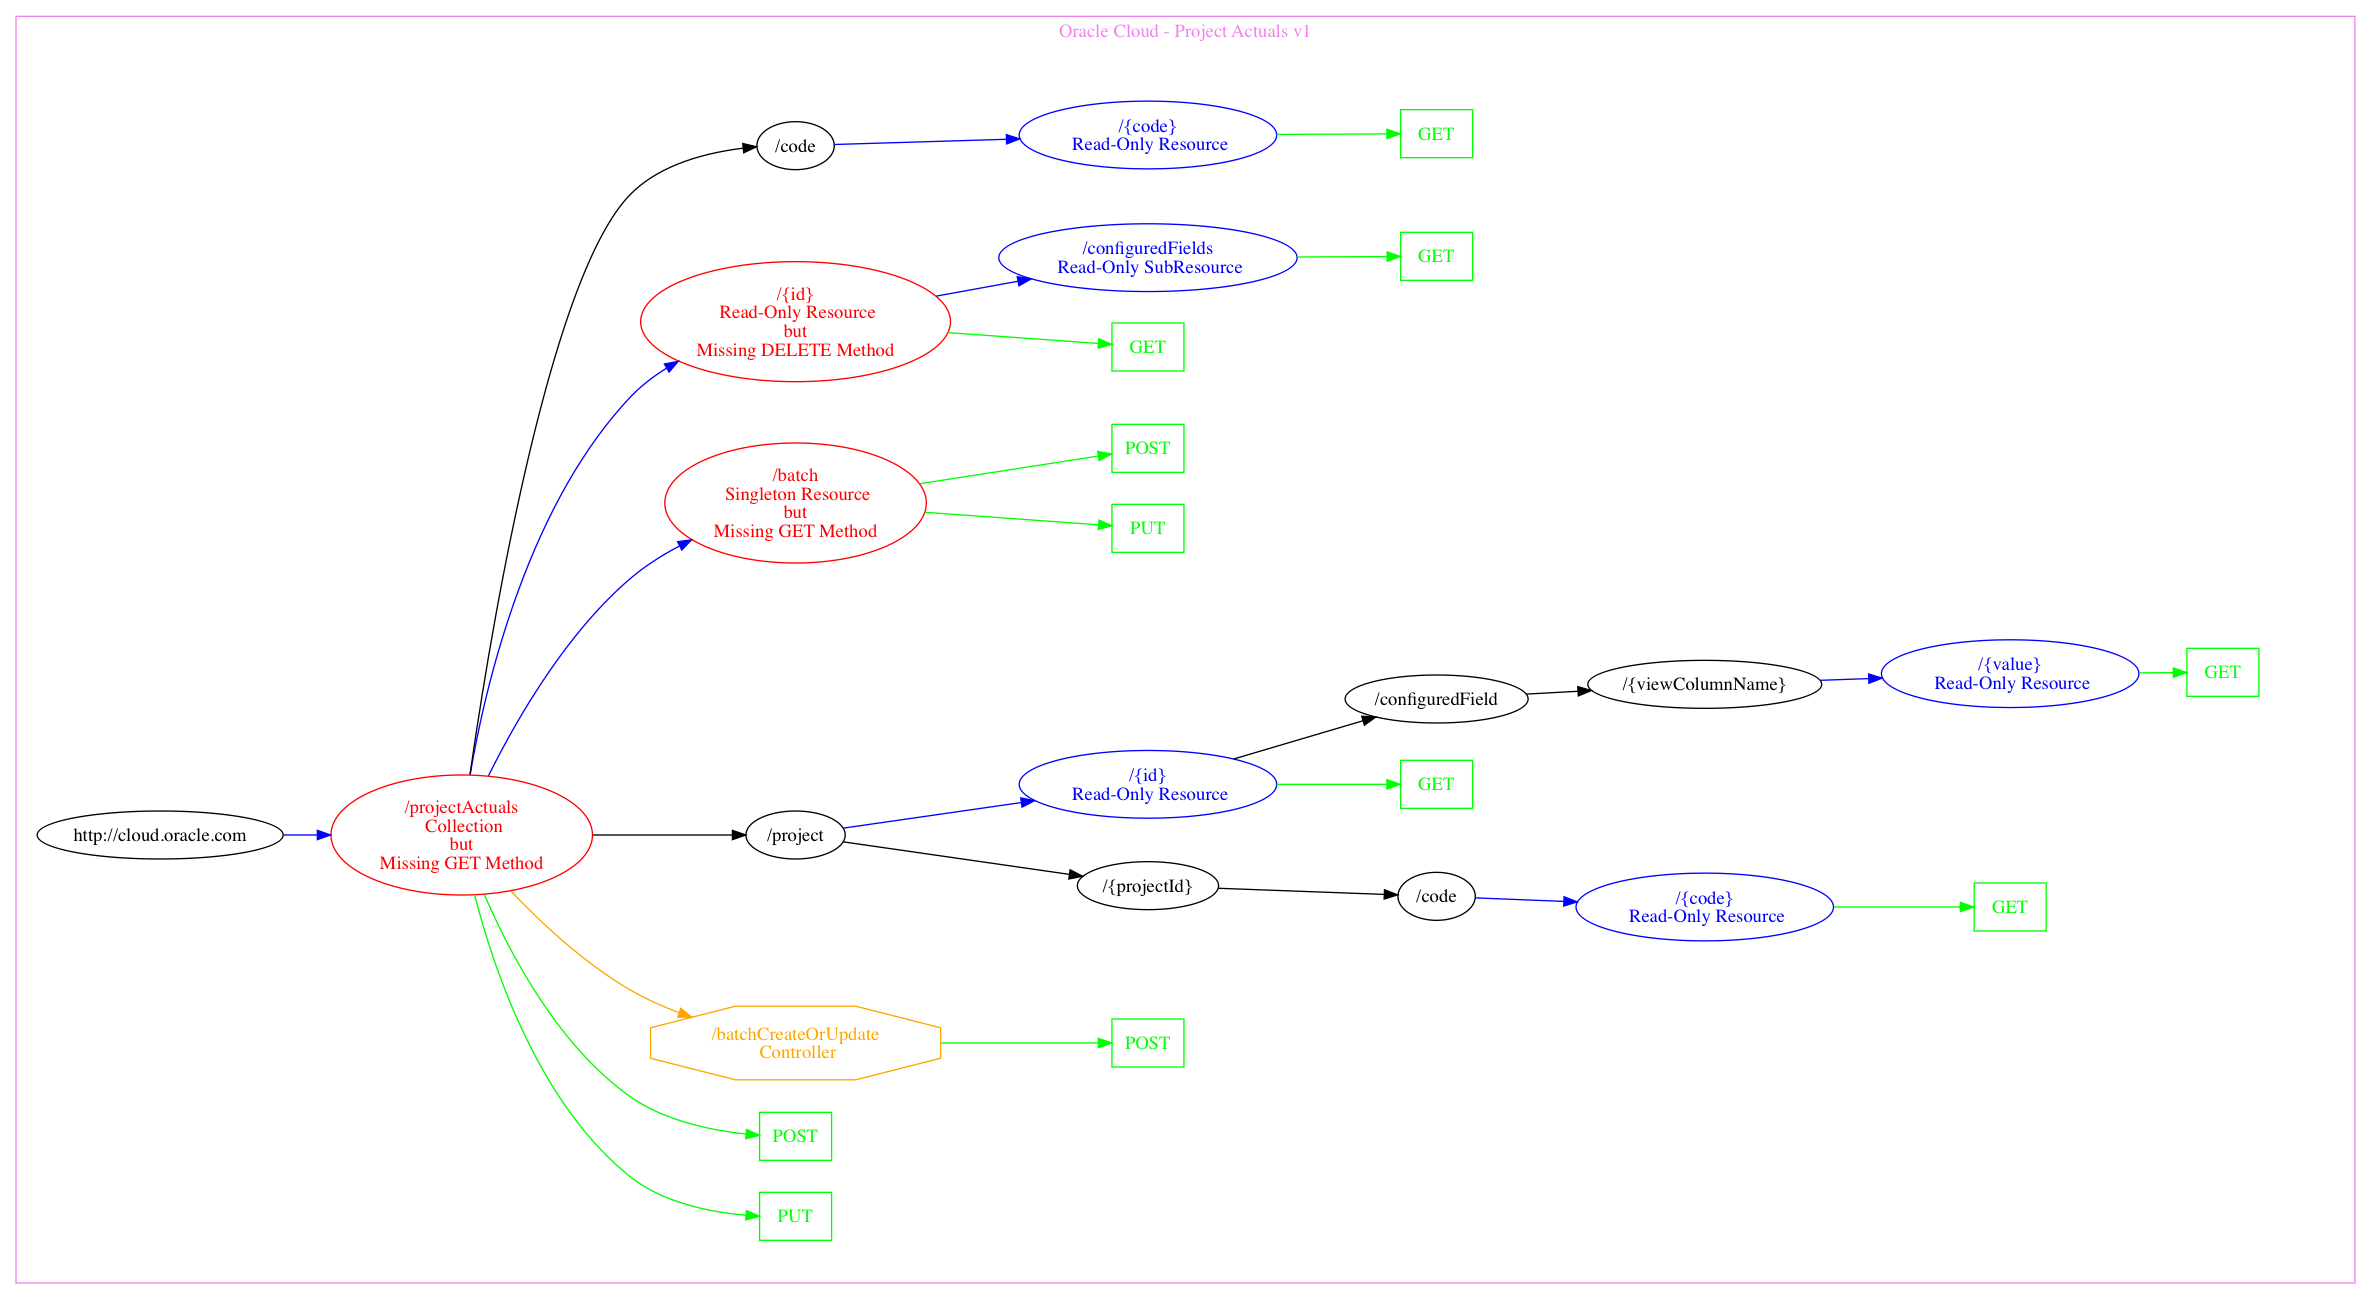 Oracle Cloud - Project Actuals v1
/code
/{code}
Read-Only Resource
GET
/configuredFields
Read-Only SubResource
GET
/{id}
Read-Only Resource
but
Missing DELETE Method
GET
/batch
Singleton Resource
but
Missing GET Method
POST
PUT
/configuredField
/{viewColumnName}
/{value}
Read-Only Resource
GET
/{id}
Read-Only Resource
GET
http://cloud.oracle.com
/projectActuals
Collection
but
Missing GET Method
/project
/{projectId}
/code
/{code}
Read-Only Resource
GET
/batchCreateOrUpdate
Controller
POST
POST
PUT